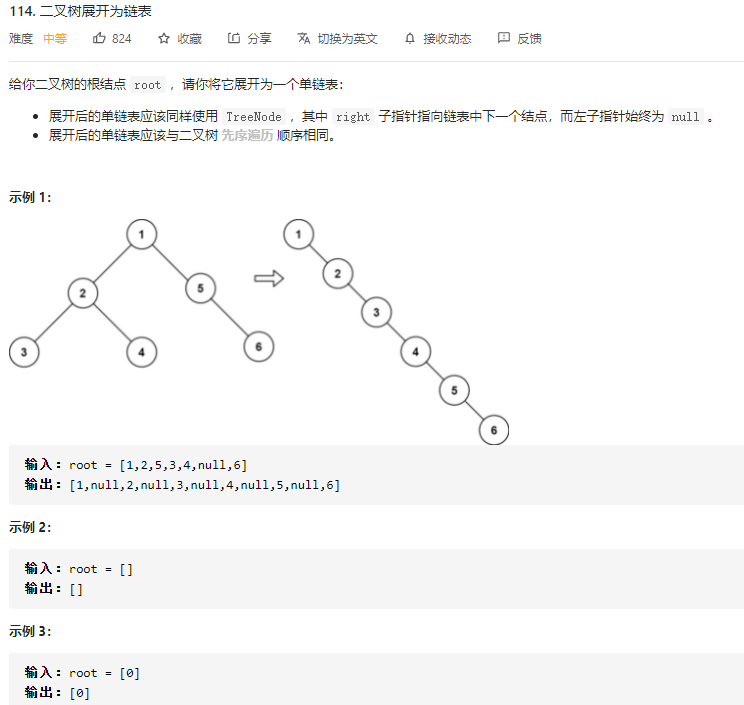 114. 二叉树展开为链表
难度 中等 824 收藏 分享 切换为英文 接收动态 反馈
给你二叉树的根结点 root ，请你将它展开为一个单链表：
展开后的单链表应该同样使用 TreeNode ，其中 right 子指针指向链表中下一个结点，而左子指针始终为 null 。
展开后的单链表应该与二叉树 先序遍历 顺序相同。
示例 1：
1
2
5
3
4
6
1
2
3
4
5
6
输入：root = [1,2,5,3,4,null,6]
输出：[1,null,2,null,3,null,4,null,5,null,6]
示例 2：
输入：root = []
输出：[]
示例 3：
输入：root = [0]
输出：[0]